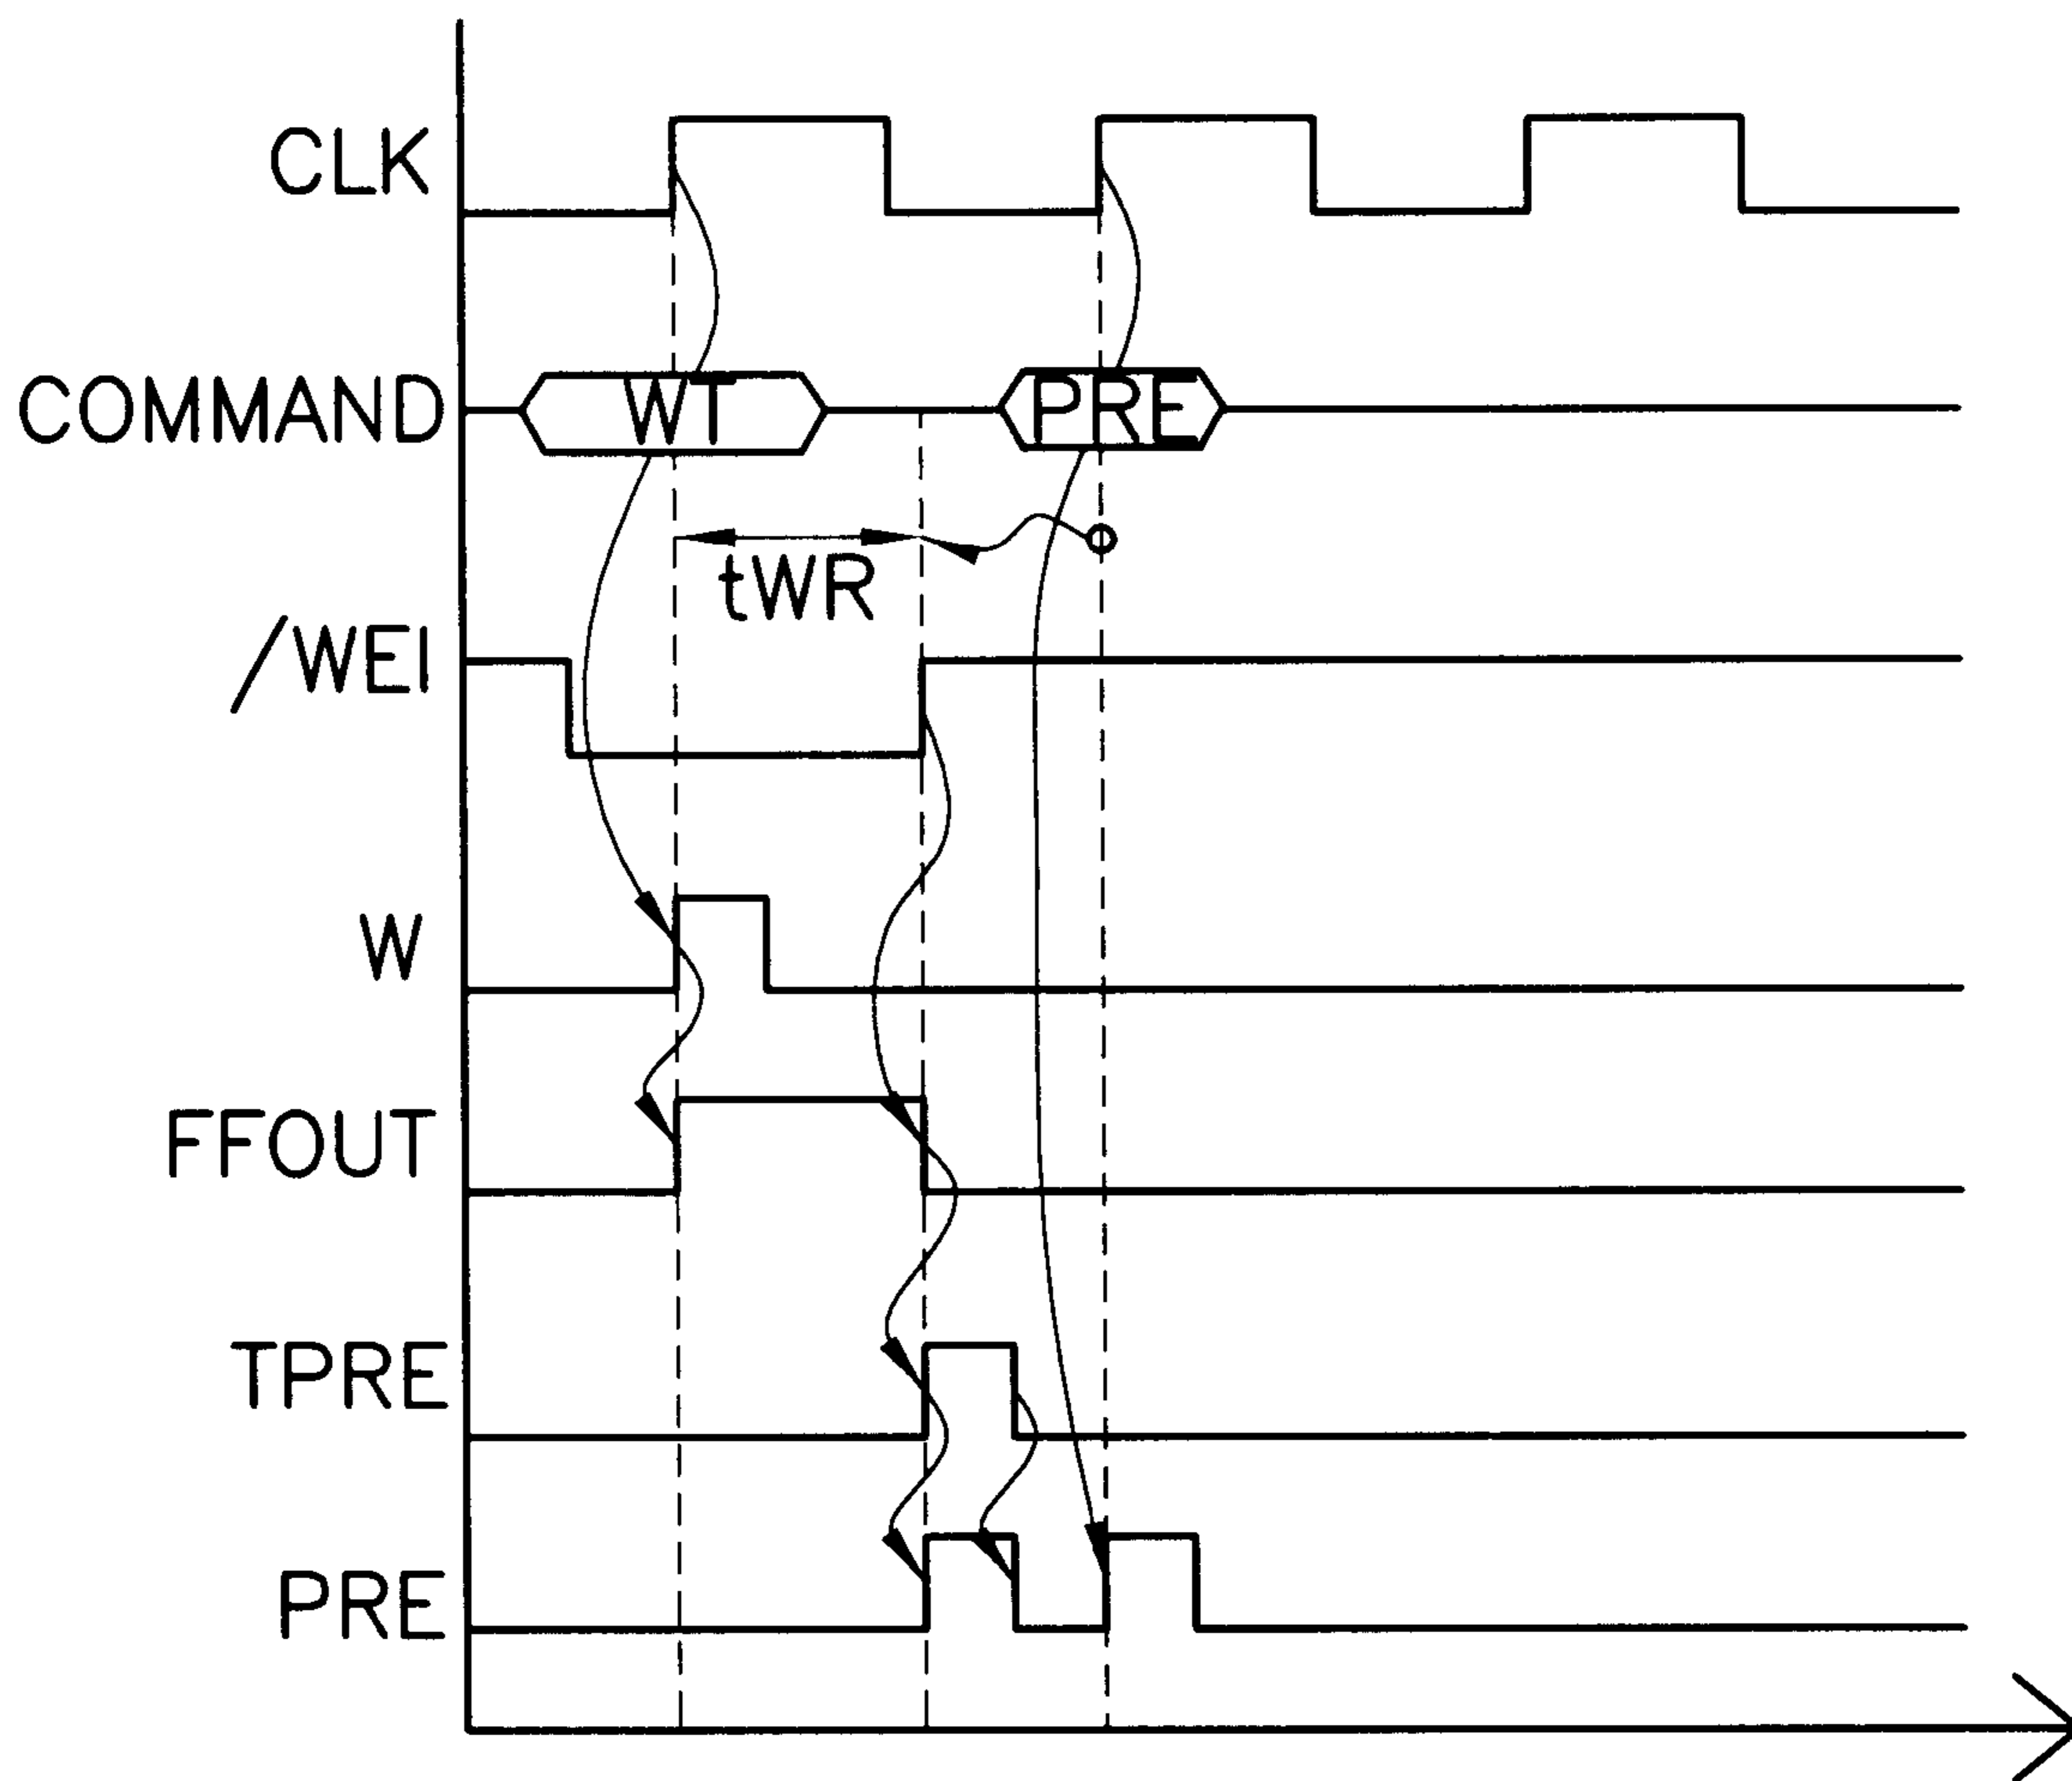 CLK
COMMAND
WT
PRE
tWR
/WEI
W
FFOUT
TPRE
PRE